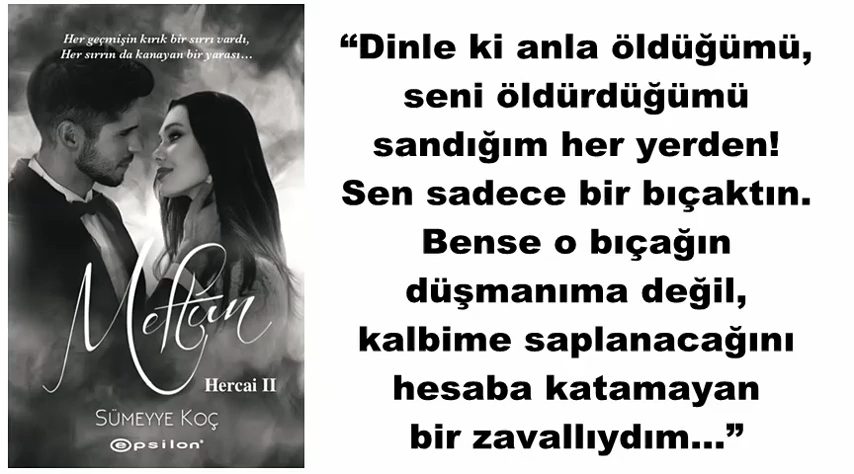 Her geçmişin kırık bir sırrı vardı,
Her sırrın da kanayan bir yarası...
Meftun
Hercai II
SÜMEYYE KOÇ
epsilon®
“Dinle ki anla öldüğümü,
seni öldürdüğümü
sandığım her yerden!
Sen sadece bir bıçaktın.
Bense o bıçağın
düşmanıma değil,
kalbime saplanacağını
hesaba katamayan
bir zavallıydım...”